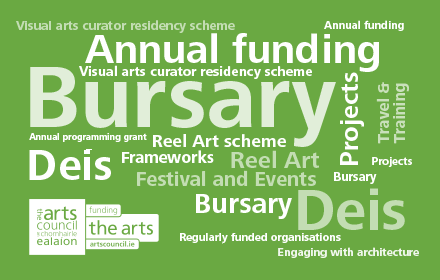 Visual arts curator residency scheme
Annual funding
Annual funding
Visual arts curator residency scheme
Bursary
Projects
Travel &
Training
Annual programming grant
Reel Art scheme
Deis
Frameworks
Reel Art
Projects
Festival and Events
Bursary
Bursary
Deis
the arts
council
schomhairle
ealaíon
funding
the arts
artscouncil.ie
Regularly funded organisations
Engaging with architecture